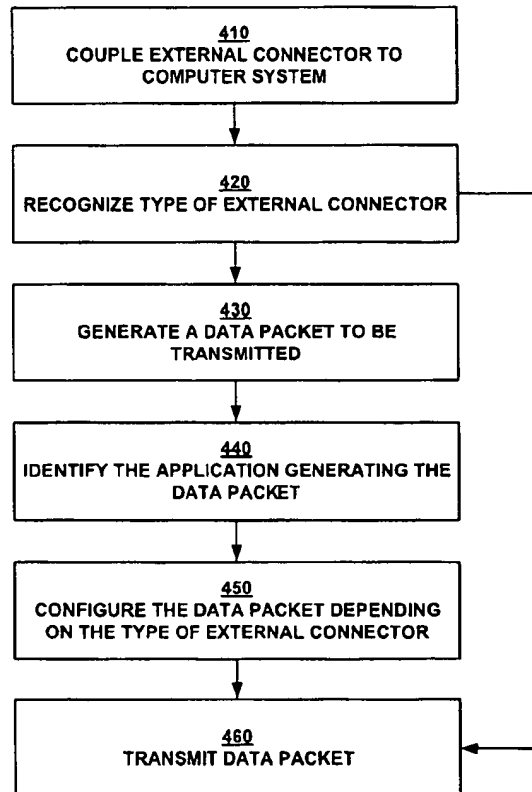 410
COUPLE EXTERNAL CONNECTOR TO
COMPUTER SYSTEM
420
RECOGNIZE TYPE OF EXTERNAL CONNECTOR
430
GENERATE A DATA PACKET TO BE
TRANSMITTED
440
IDENTIFY THE APPLICATION GENERATING THE
DATA PACKET
450
CONFIGURE THE DATA PACKET DEPENDING
ON THE TYPE OF EXTERNAL CONNECTOR
460
TRANSMIT DATA PACKET